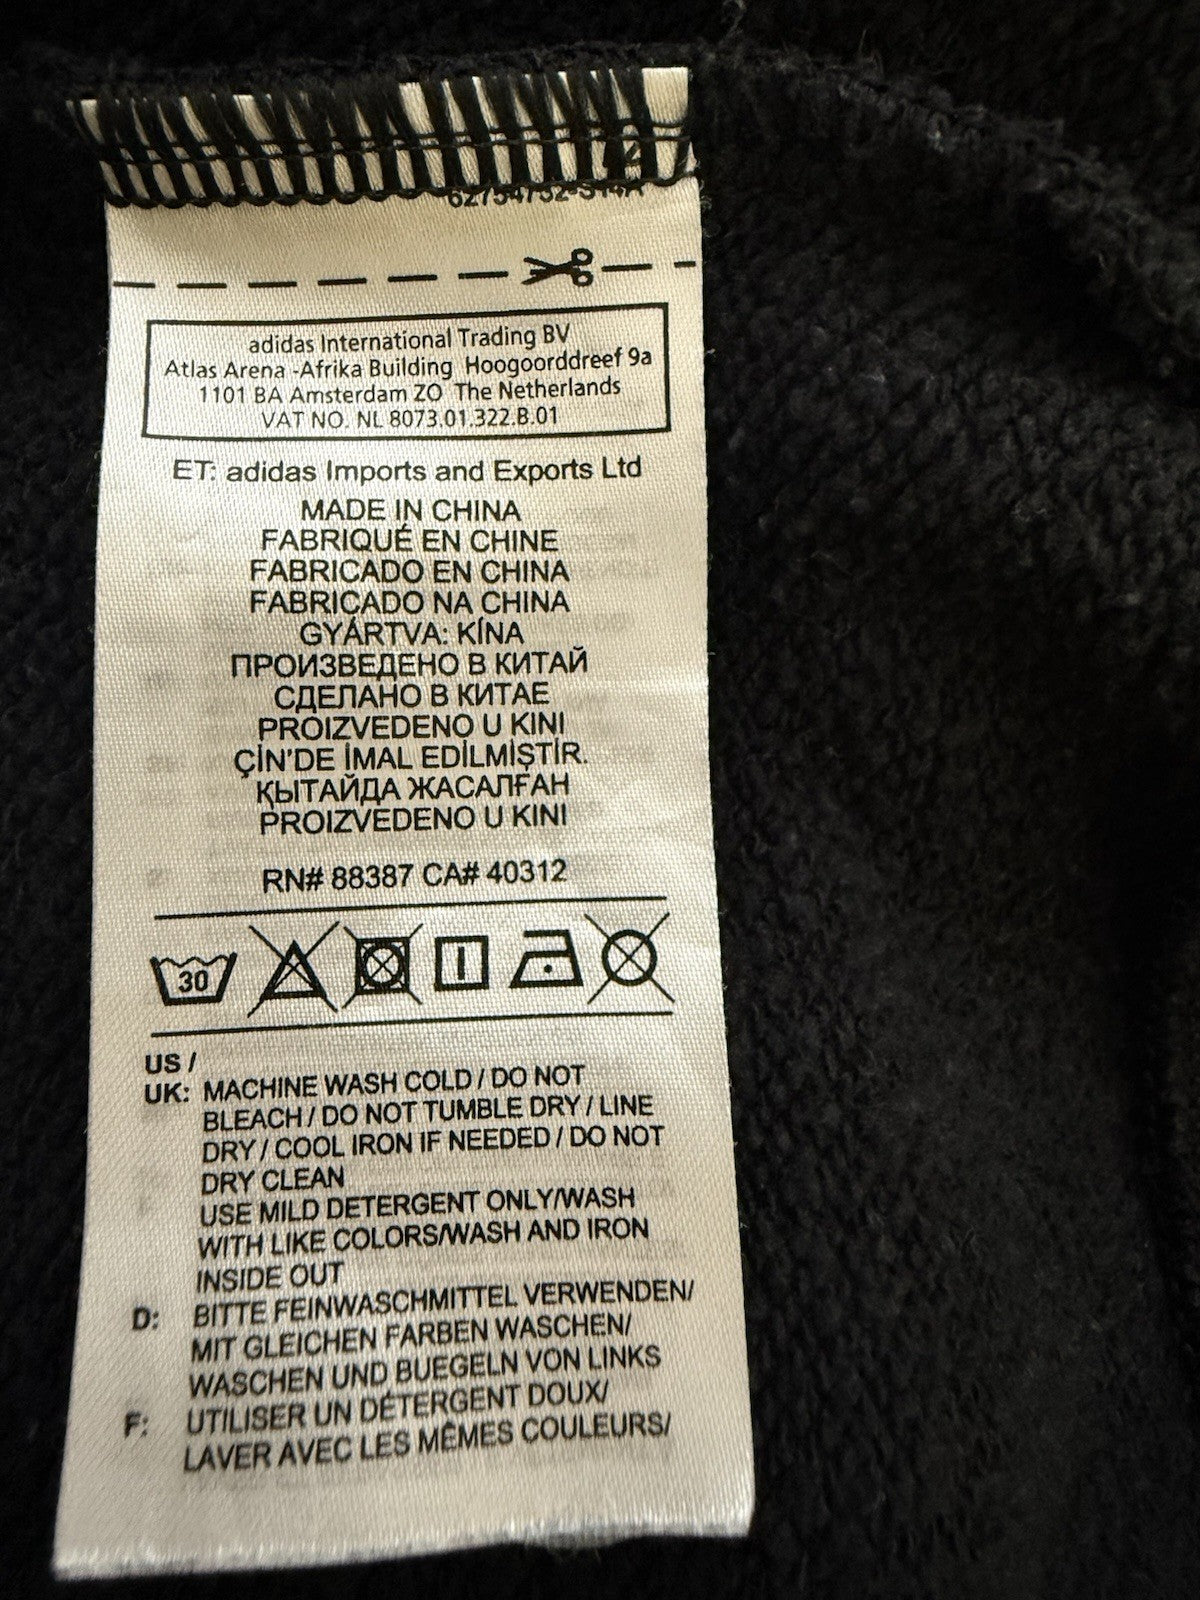 adidas International Trading BV
Atlas Arena -Afrika Building Hoogoorddreef 9a
1101 BA Amsterdam ZO The Netherlands
VAT NO. NL 8073.01.322.B.01
ET: adidas Imports and Exports Ltd
MADE IN CHINA
FABRIQUÉ EN CHINE
FABRICADO EN CHINA
FABRICADO NA CHINA
GYÁRTVA: KÍNA
ПРОИЗВЕДЕНО В КИТАЙ
СДЕЛАНО В КИТАЕ
PROIZVEDENO U KINI
ÇİN'DE İMAL EDİLMİŞTİR.
ҚЫТАЙДА ЖАСАЛҒАН
PROIZVEDENO U KINI
RN# 88387 CA# 40312
30
US /
UK: MACHINE WASH COLD / DO NOT
BLEACH / DO NOT TUMBLE DRY / LINE
DRY / COOL IRON IF NEEDED / DO NOT
DRY CLEAN
USE MILD DETERGENT ONLY/WASH
WITH LIKE COLORS/WASH AND IRON
INSIDE OUT
D: BITTE FEINWASCHMITTEL VERWENDEN/
MIT GLEICHEN FARBEN WASCHEN/
WASCHEN UND BUEGELN VON LINKS
F: UTILISER UN DÉTERGENT DOUX/
LAVER AVEC LES MÊMES COULEURS/